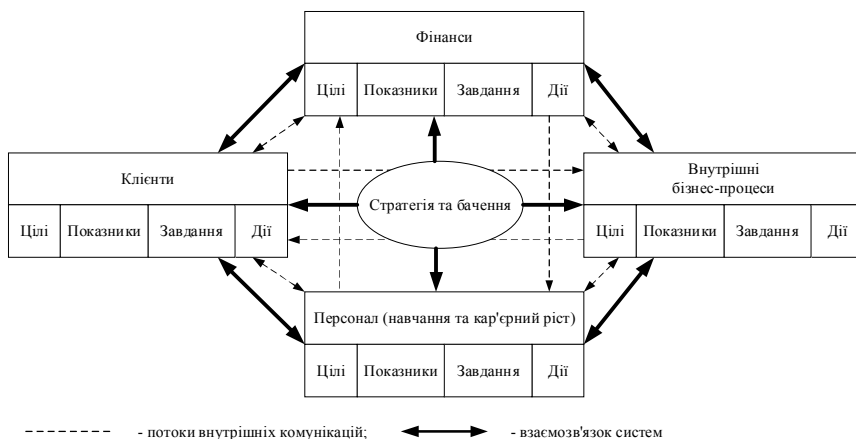 Фінанси
Цілі Показники Завдання Дії
Клієнти
Цілі Показники Завдання Дії
Стратегія та бачення
Внутрішні
бізнес-процеси
Цілі Показники Завдання Дії
Персонал (навчання та кар'єрний ріст)
Цілі Показники Завдання Дії
- потоки внутрішніх комунікацій;
- взаємозв'язок систем